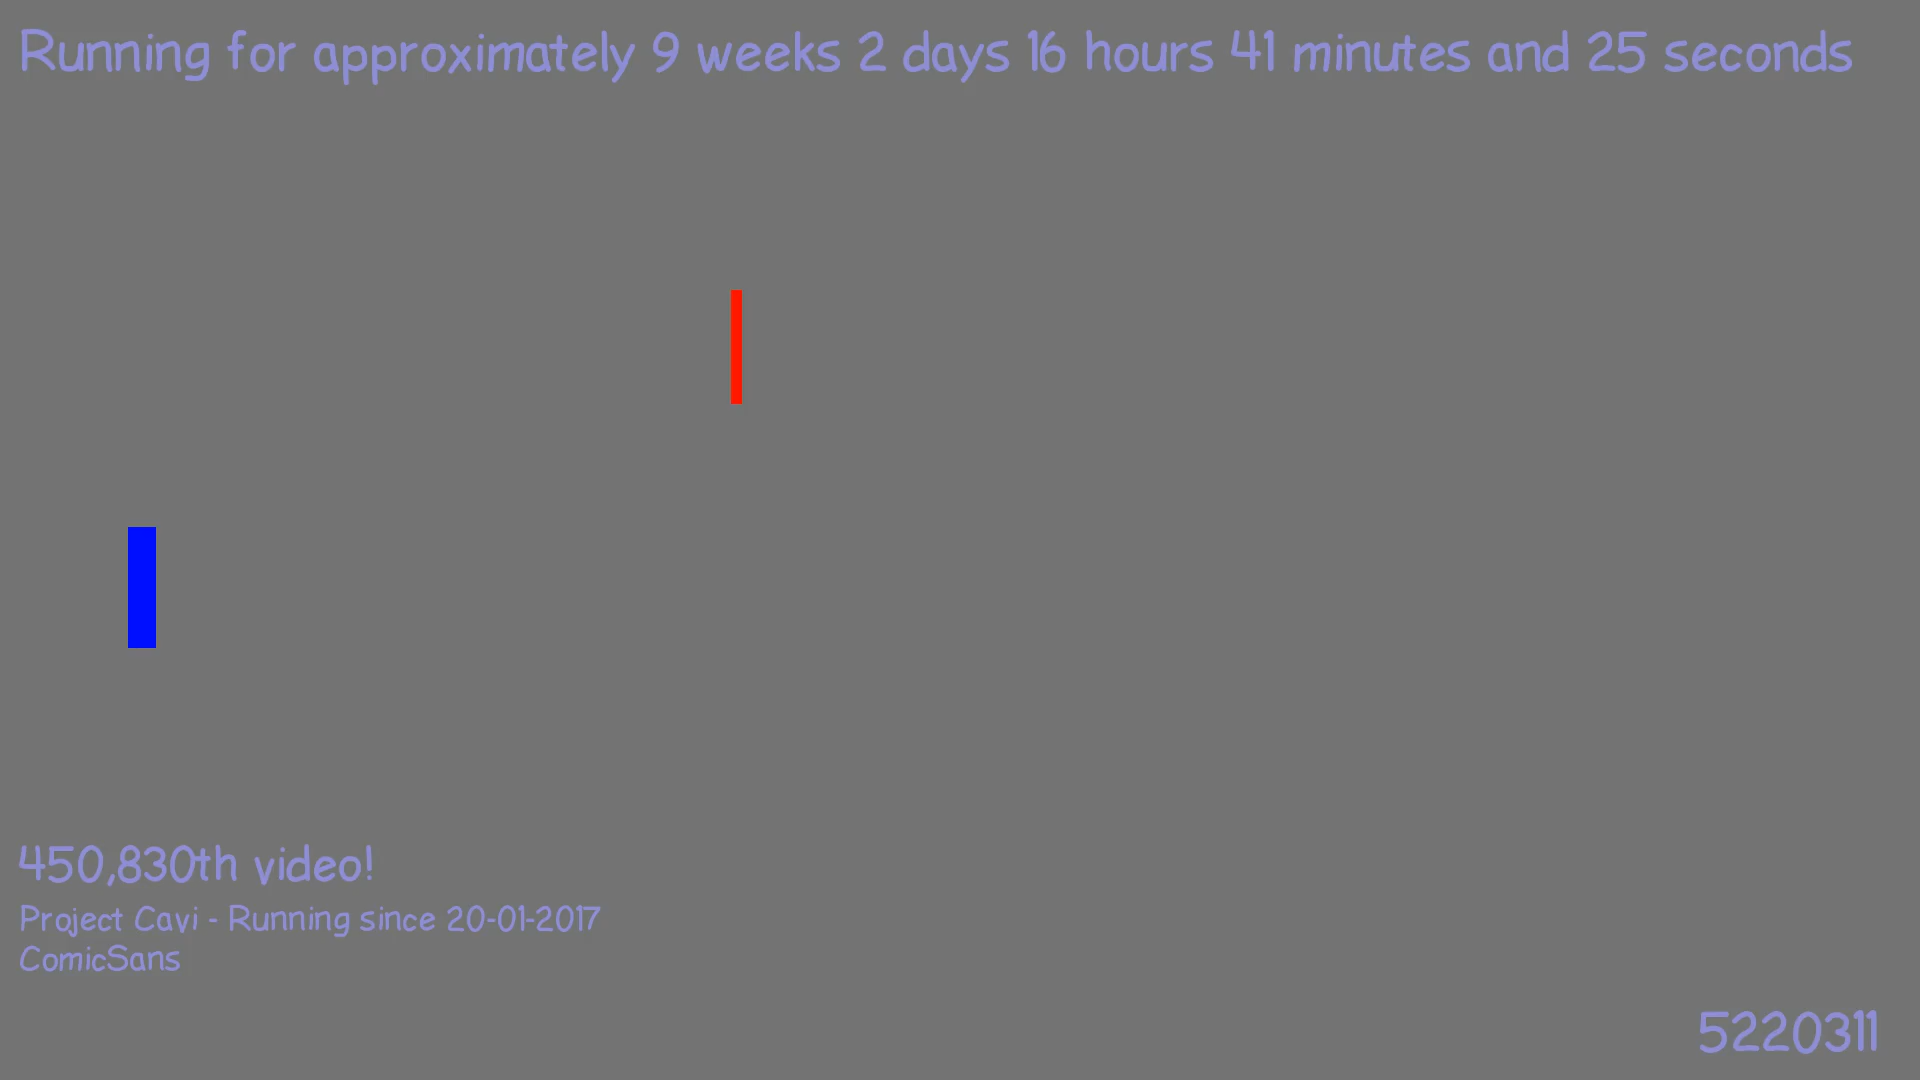 Running for approximately 9 weeks 2 days 16 hours 41 minutes and 25 seconds
450,830th video!
Project Cavi - Running since 20-01-2017
ComicSans
5220311